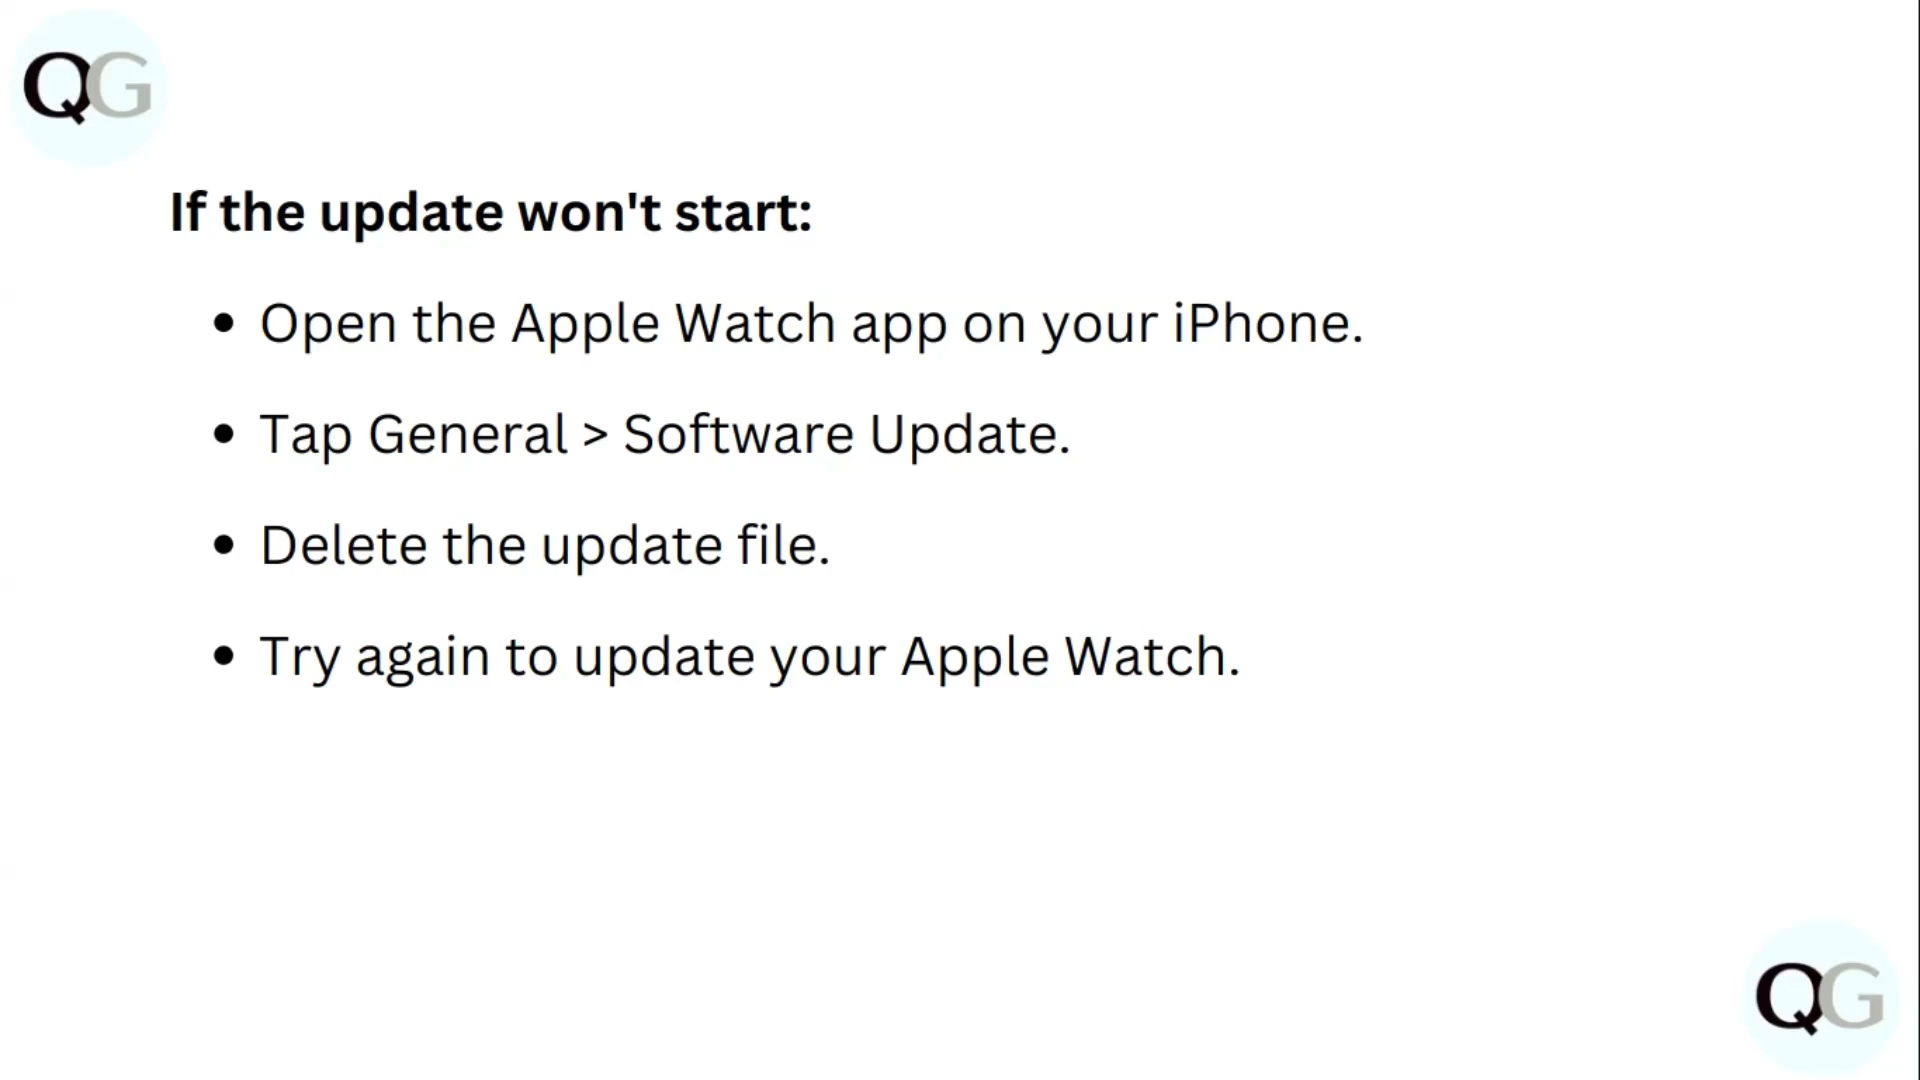 QG
If the update won't start:
• Open the Apple Watch app on your iPhone.
• Tap General > Software Update.
• Delete the update file.
• Try again to update your Apple Watch.
QG